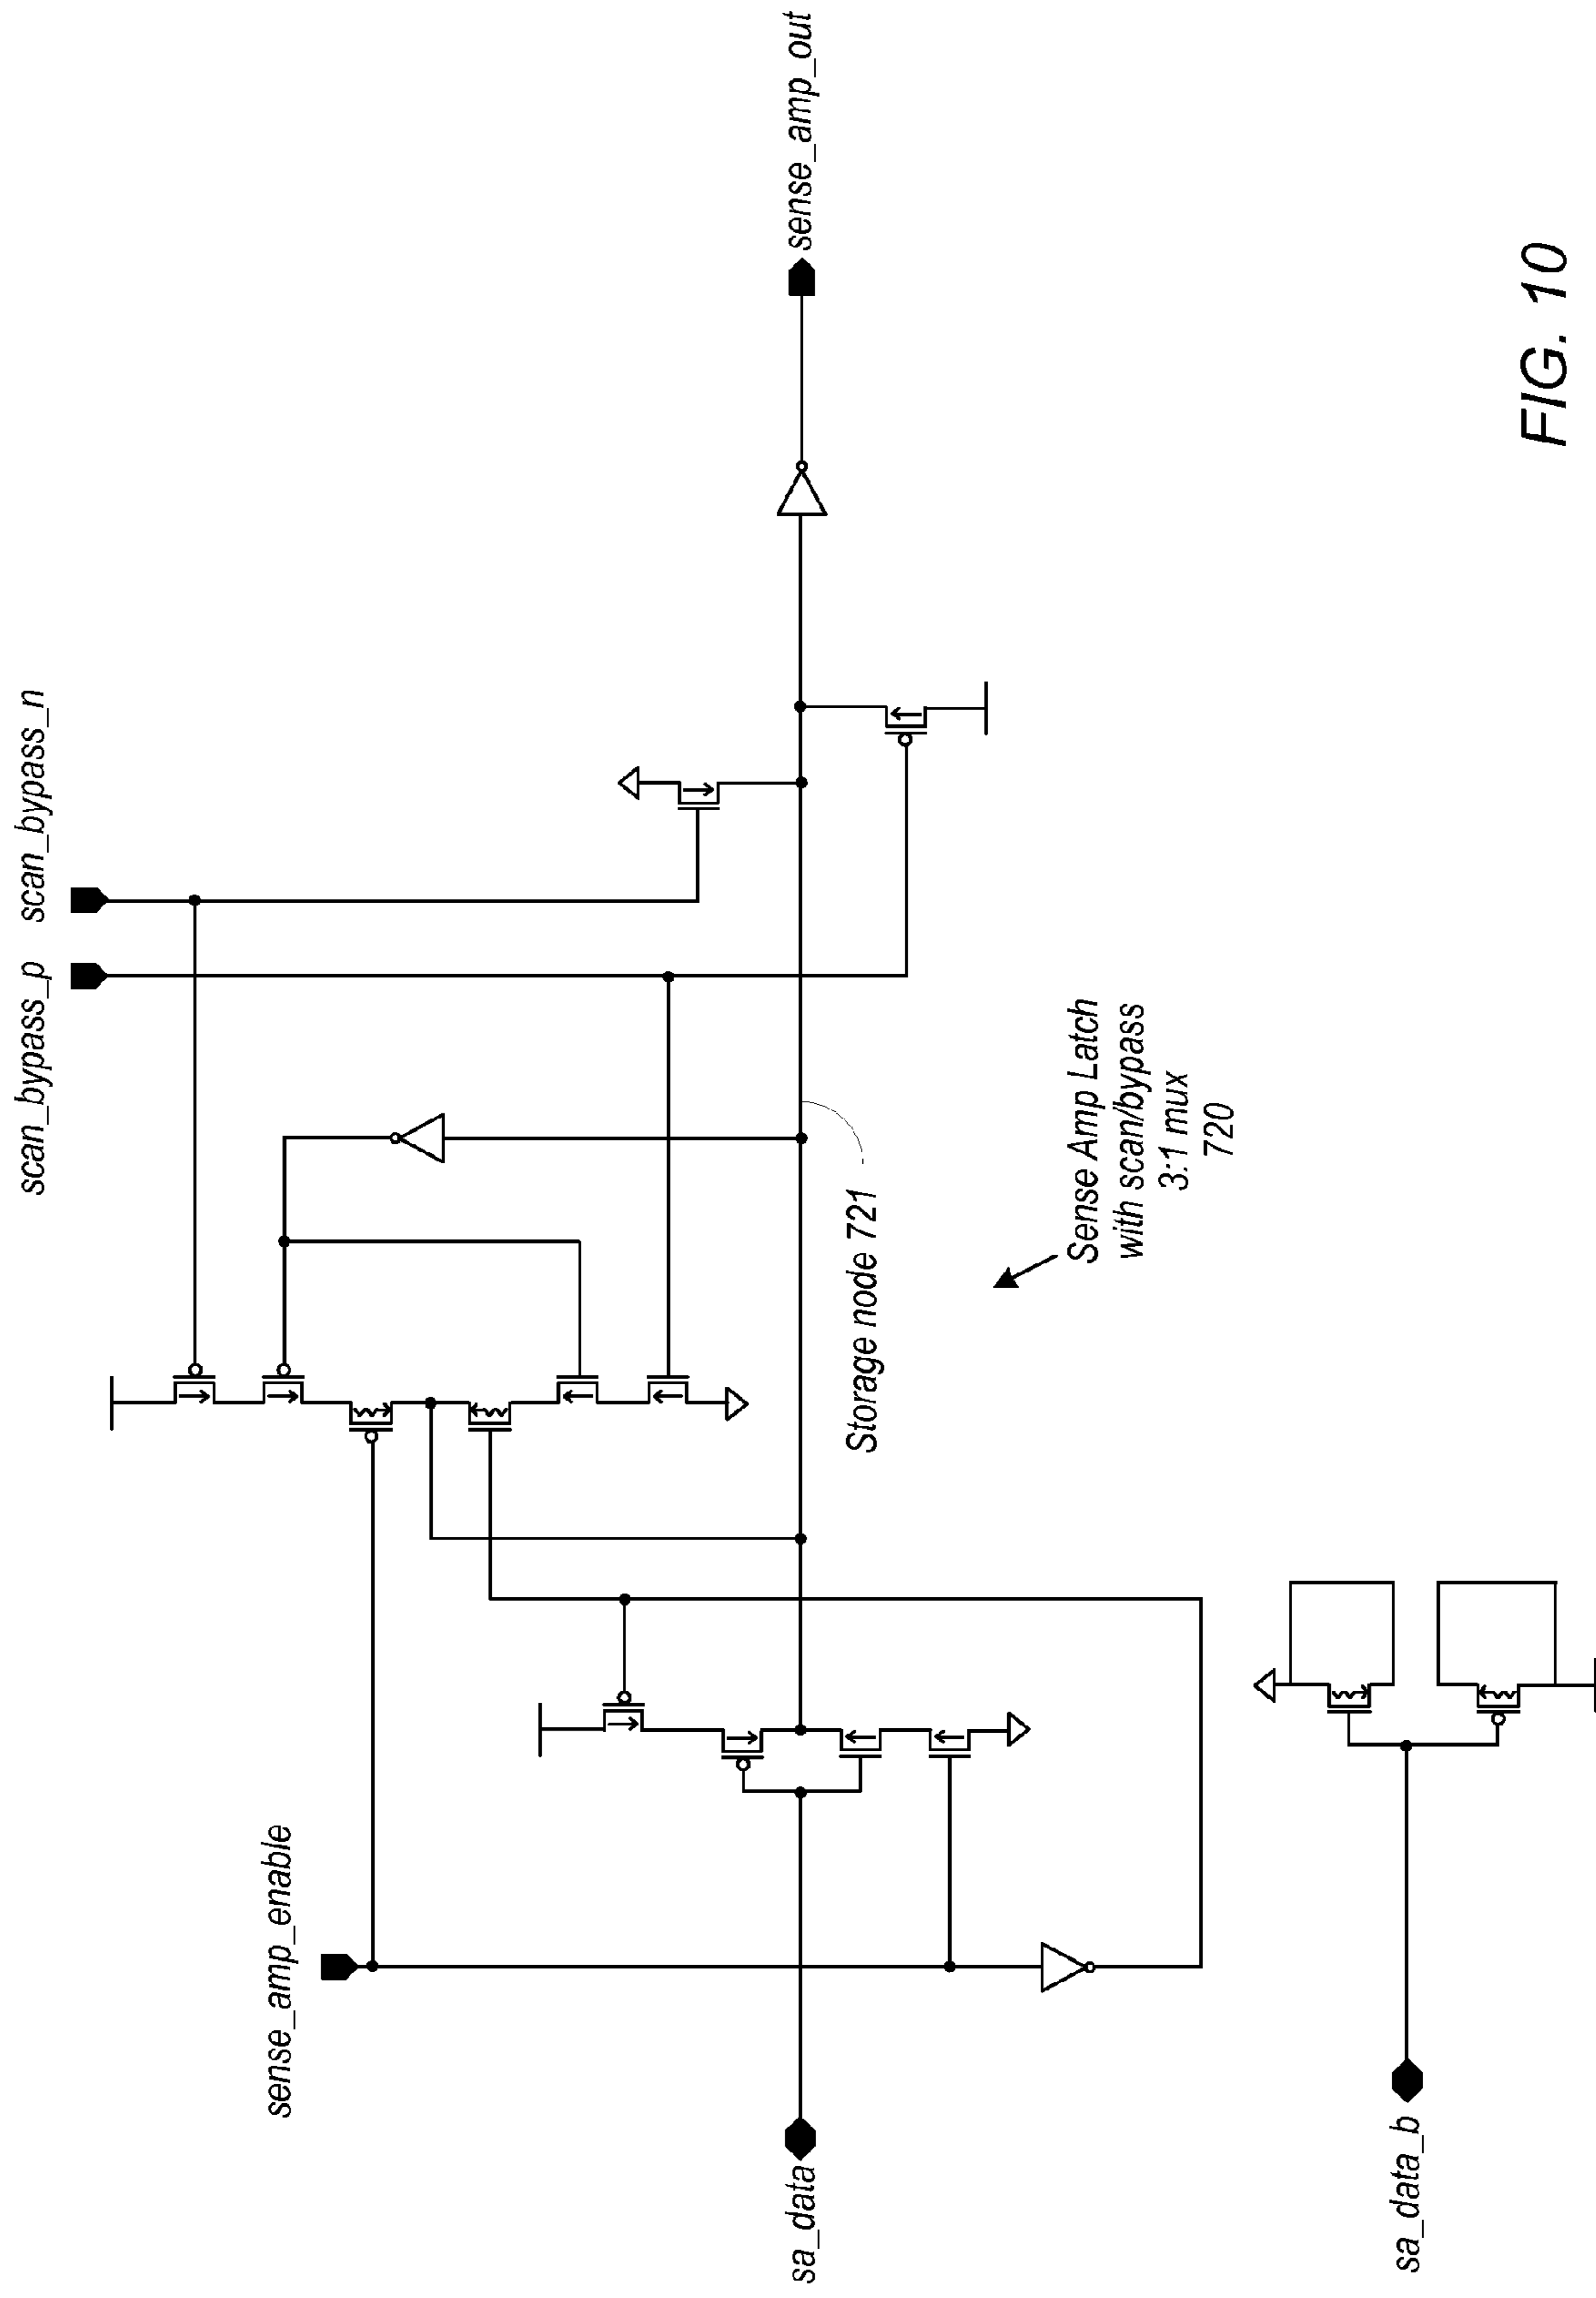 scan_bypass_p
scan_bypass_n
sense_amp_enable
sense_amp_out
sa_data
Storage node 721
Sense Amp Latch
with scan/bypass
3:1 mux
720
sa_data_b
FIG. 10